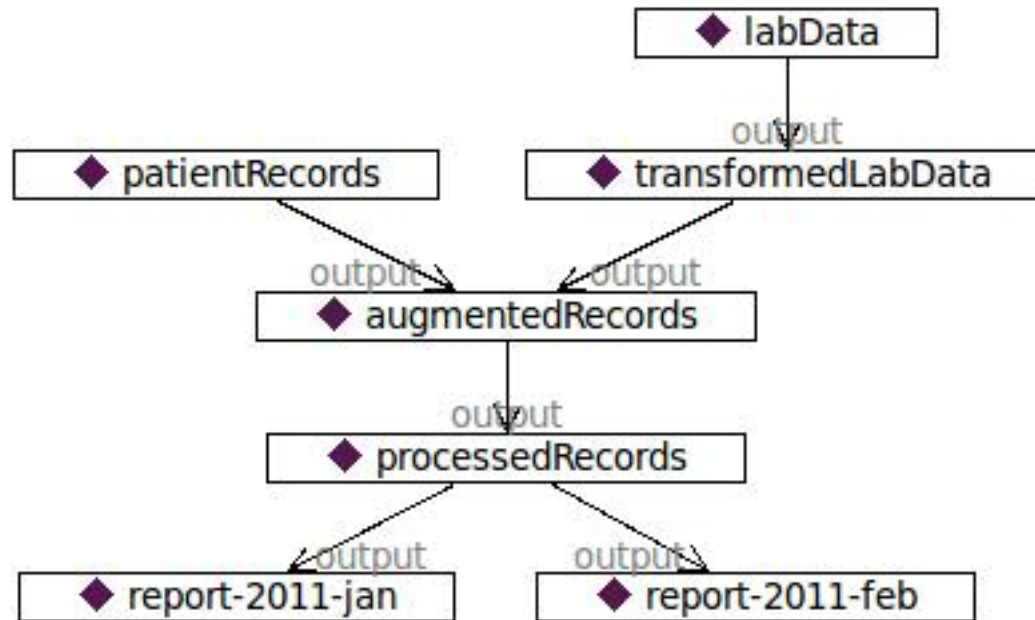 labData
output
patientRecords
transformedLabData
output
output
augmentedRecords
output
processedRecords
output
output
report-2011-jan
report-2011-feb